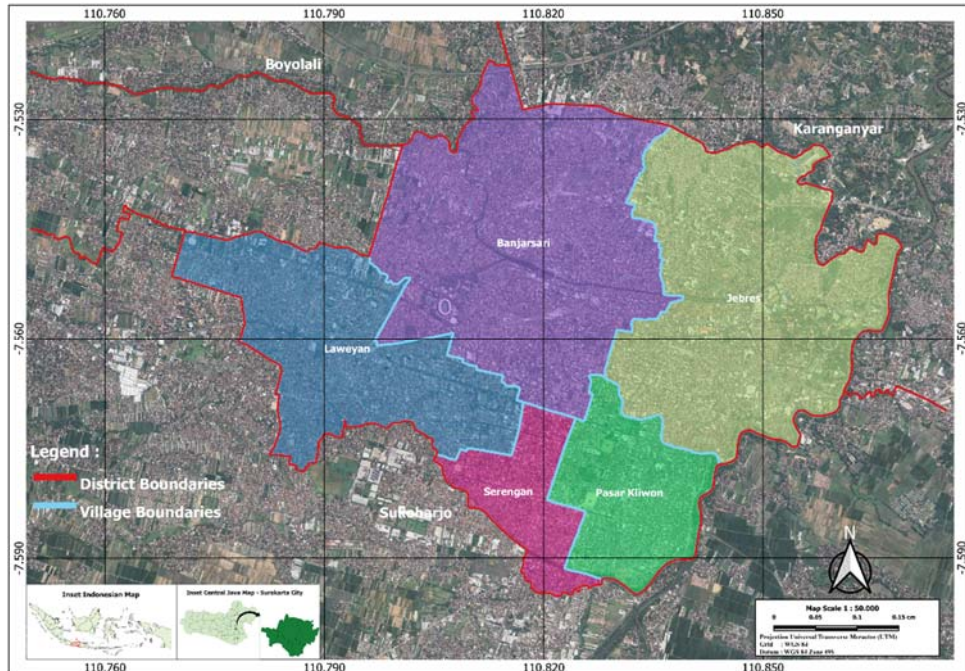 110.760 110.790 110.820 110.850
Boyolali
-7.530 -7.530
Karanganyar
Banjarsari
Jebres
-7.560 -7.560
Laweyan
Legend :
District Boundaries
Village Boundaries
Serengan
Pasar Kliwon
Sukoharjo
-7.590 -7.590
N
Inset Indonesian Map
Inset Central Java Map - Surakarta City
Map Scale 1 : 50.000
0 0.05 0.1 0.15 cm
Projection Universal Transverse Mercator (UTM)
Grid : WGS 84
Datum : WGS 84 Zone 49S
110.760 110.790 110.820 110.850